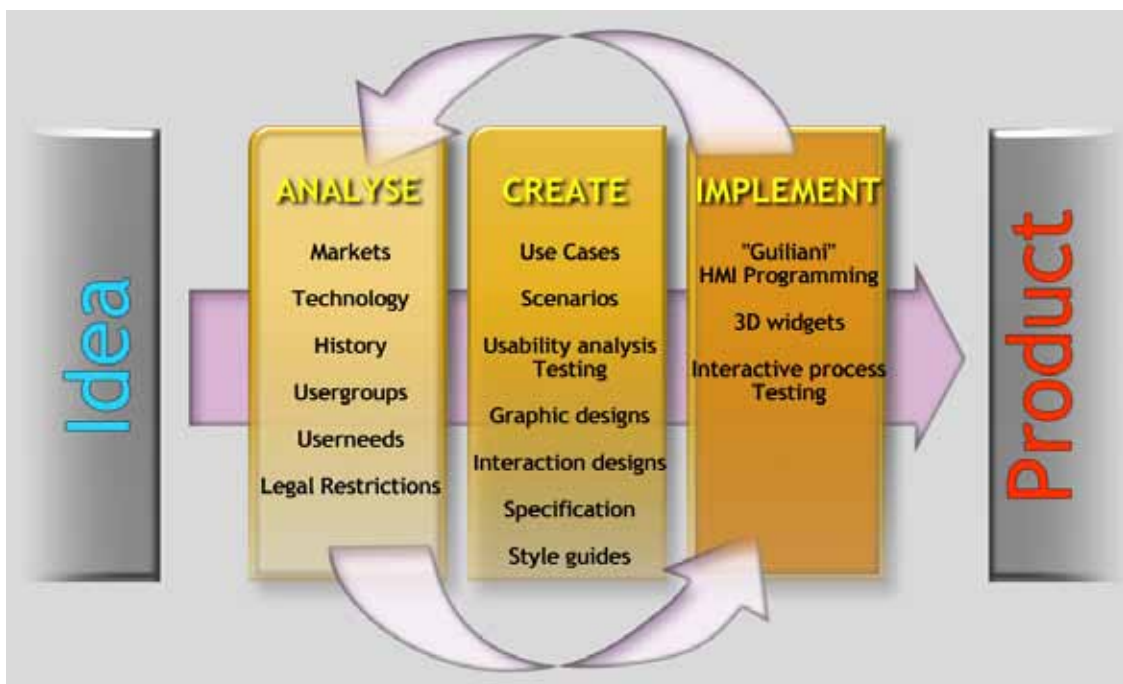 Idea
ANALYSE
Markets
Technology
History
Usergroups
Userneeds
Legal Restrictions
CREATE
Use Cases
Scenarios
Usability analysis
Testing
Graphic designs
Interaction designs
Specification
Style guides
IMPLEMENT
"Guiliani"
HMI Programming
3D widgets
Interactive process
Testing
Product